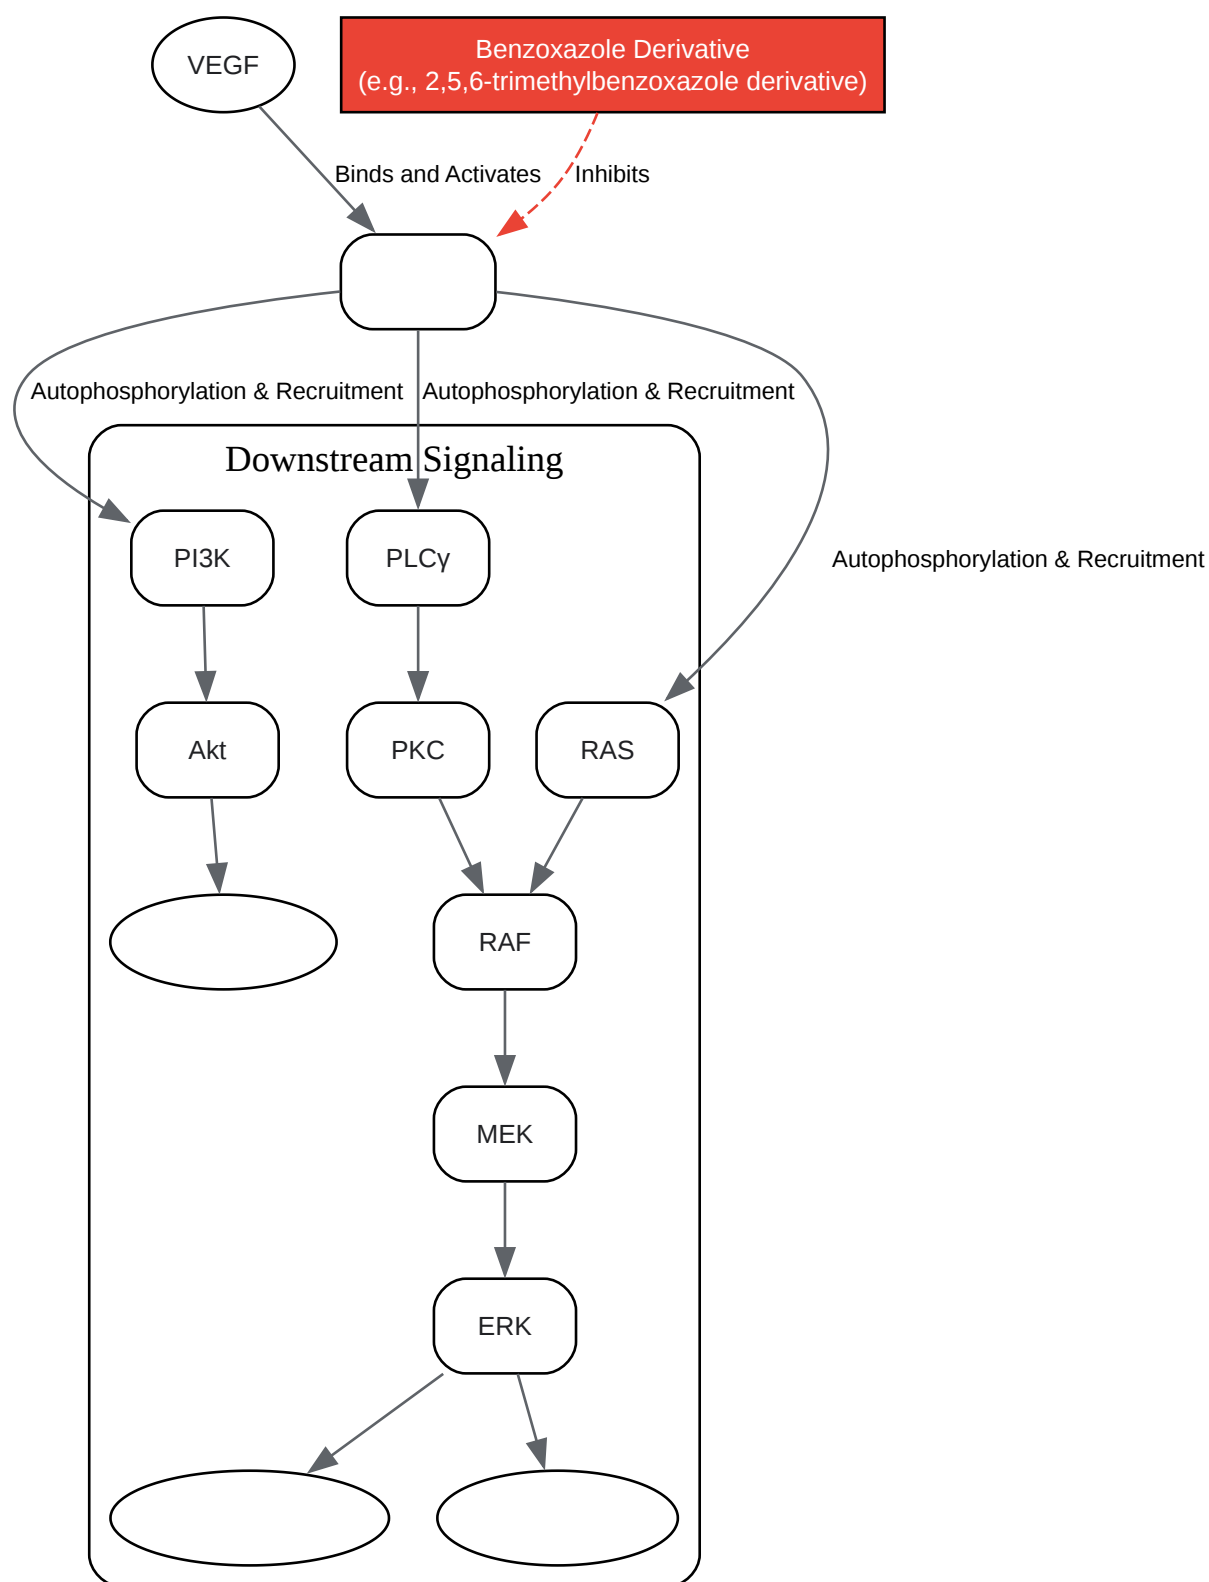 VEGF
Benzoxazole Derivative
(e.g., 2,5,6-trimethylbenzoxazole derivative)
Binds and Activates
Inhibits
Autophosphorylation & Recruitment
Autophosphorylation & Recruitment
Downstream Signaling
PI3K
PLCγ
Autophosphorylation & Recruitment
Akt
PKC
RAS
RAF
MEK
ERK